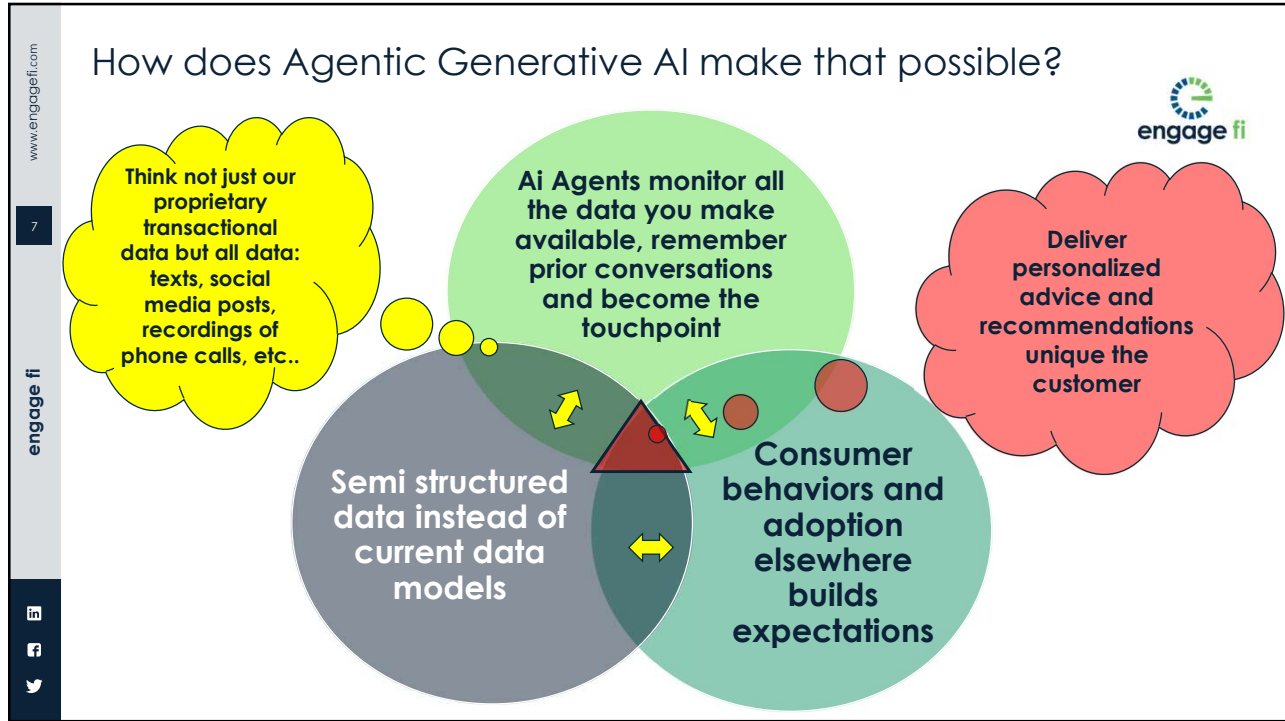 How does Agentic Generative AI make that possible?
www.engagefi.com
7
engage fi
engage fi
Think not just our
proprietary
transactional
data but all data:
texts, social
media posts,
recordings of
phone calls, etc..
Ai Agents monitor all
the data you make
available, remember
prior conversations
and become the
touchpoint
Deliver
personalized
advice and
recommendations
unique the
customer
Semi structured
data instead of
current data
models
Consumer
behaviors and
adoption
elsewhere
builds
expectations
in
f